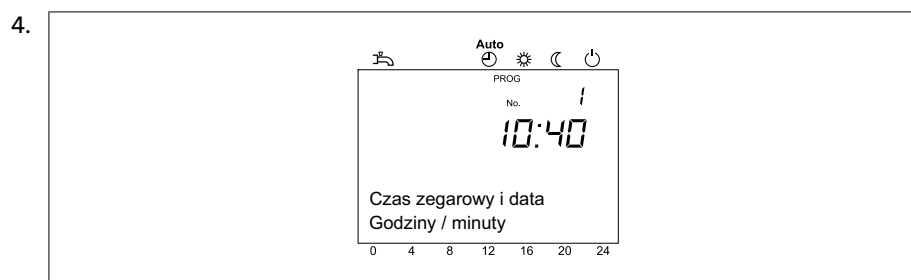 4.
Auto
PROG
No. 1
10:40
Czas zegarowy i data
Godziny / minuty
0 4 8 12 16 20 24